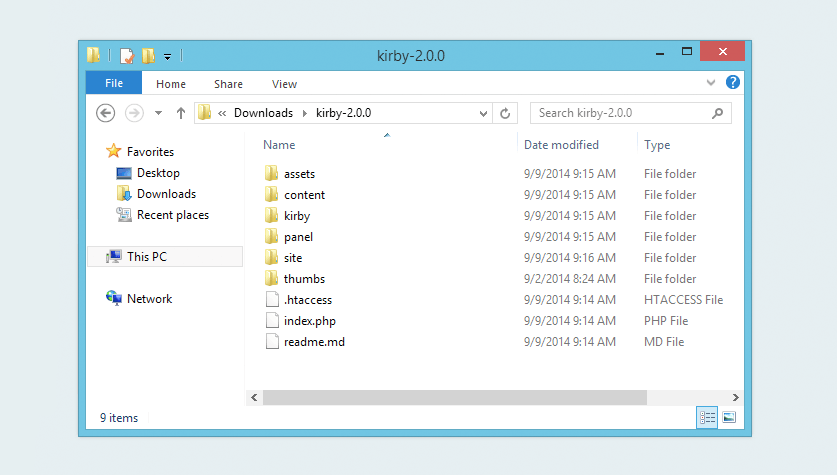 kirby-2.0.0
File Home Share View
« Downloads kirby-2.0.0 Search kirby-2.0.0
Name Date modified Type
Favorites
Desktop
Downloads
Recent places
This PC
Network
assets 9/9/2014 9:15 AM File folder
content 9/9/2014 9:15 AM File folder
kirby 9/9/2014 9:15 AM File folder
panel 9/9/2014 9:15 AM File folder
site 9/9/2014 9:16 AM File folder
thumbs 9/2/2014 8:24 AM File folder
.htaccess 9/9/2014 9:14 AM HTACCESS File
index.php 9/9/2014 9:14 AM PHP File
readme.md 9/9/2014 9:14 AM MD File
9 items